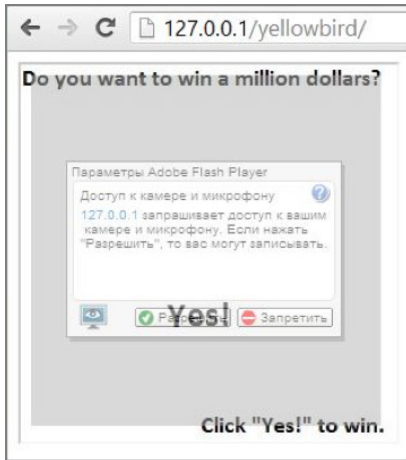 127.0.0.1/yellowbird/
Do you want to win a million dollars?
Параметры Adobe Flash Player
Доступ к камере и микрофону
127.0.0.1 запрашивает доступ к вашим
камере и микрофону. Если нажать
"Разрешить", то вас могут записывать.
Yes!
Запретить
Click "Yes!" to win.